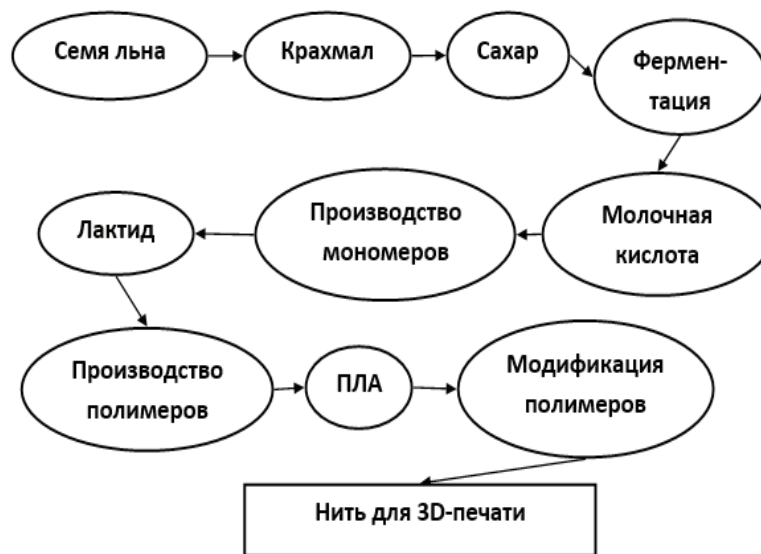 Семя льна
Крахмал
Сахар
Фермен-
тация
Молочная
кислота
Производство
мономеров
Лактид
Производство
полимеров
ПЛА
Модификация
полимеров
Нить для 3D-печати